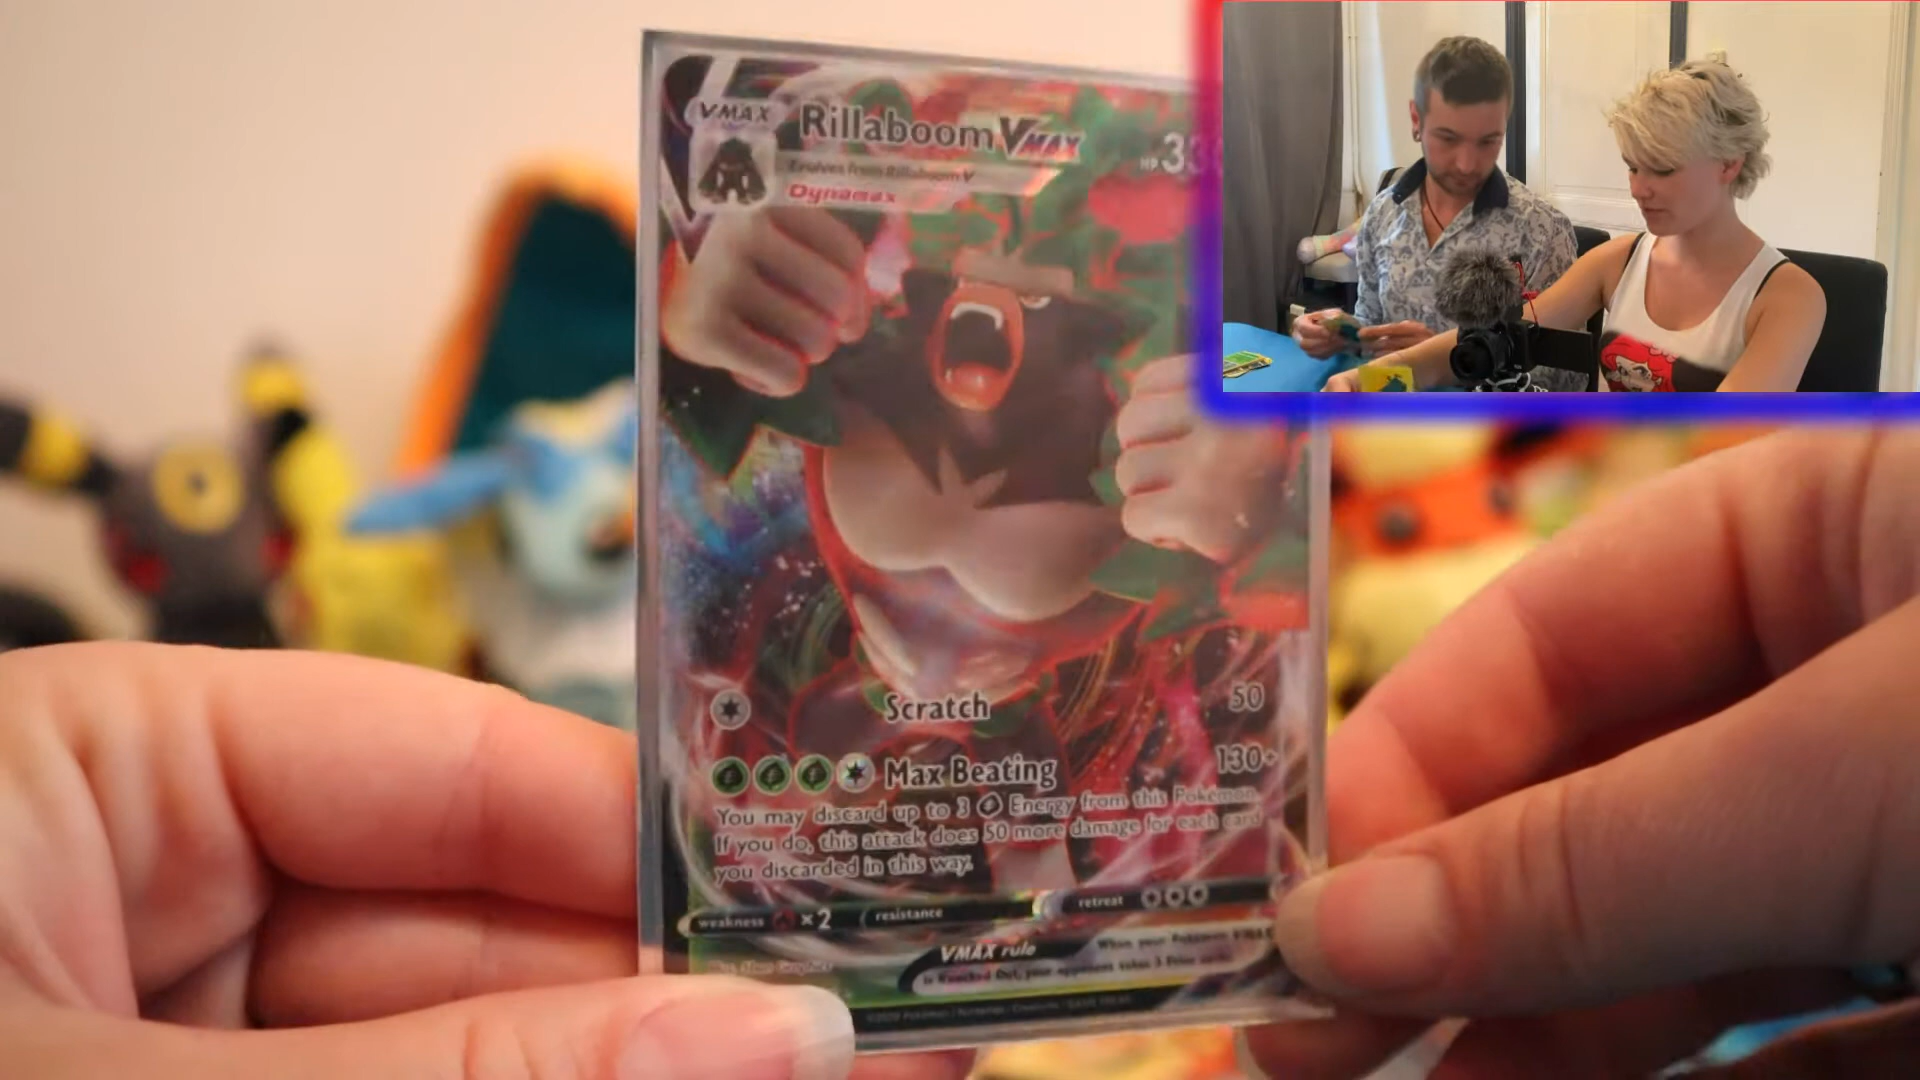 VMAX
Rillaboom VMAX
HP 33
Evolves from Rillaboom V
Dynamax
Scratch 50
Max Beating 130+
You may discard up to 3 Energy from this Pokémon.
If you do, this attack does 50 more damage for each card
you discarded in this way.
weakness ×2 resistance retreat
VMAX rule When your Pokémon VMAX
is Knocked Out, your opponent takes 3 Prize cards.